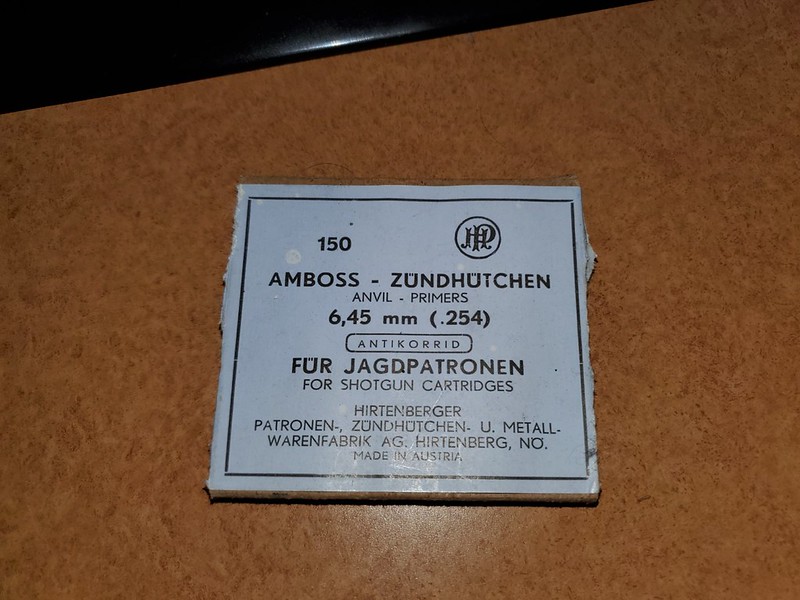 150
AMBOSS - ZÜNDHÜTCHEN
ANVIL - PRIMERS
6,45 mm (.254)
ANTIKORRID
FÜR JAGDPATRONEN
FOR SHOTGUN CARTRIDGES
HIRTENBERGER
PATRONEN-, ZÜNDHÜTCHEN- U. METALL-
WARENFABRIK AG. HIRTENBERG, NÖ.
MADE IN AUSTRIA